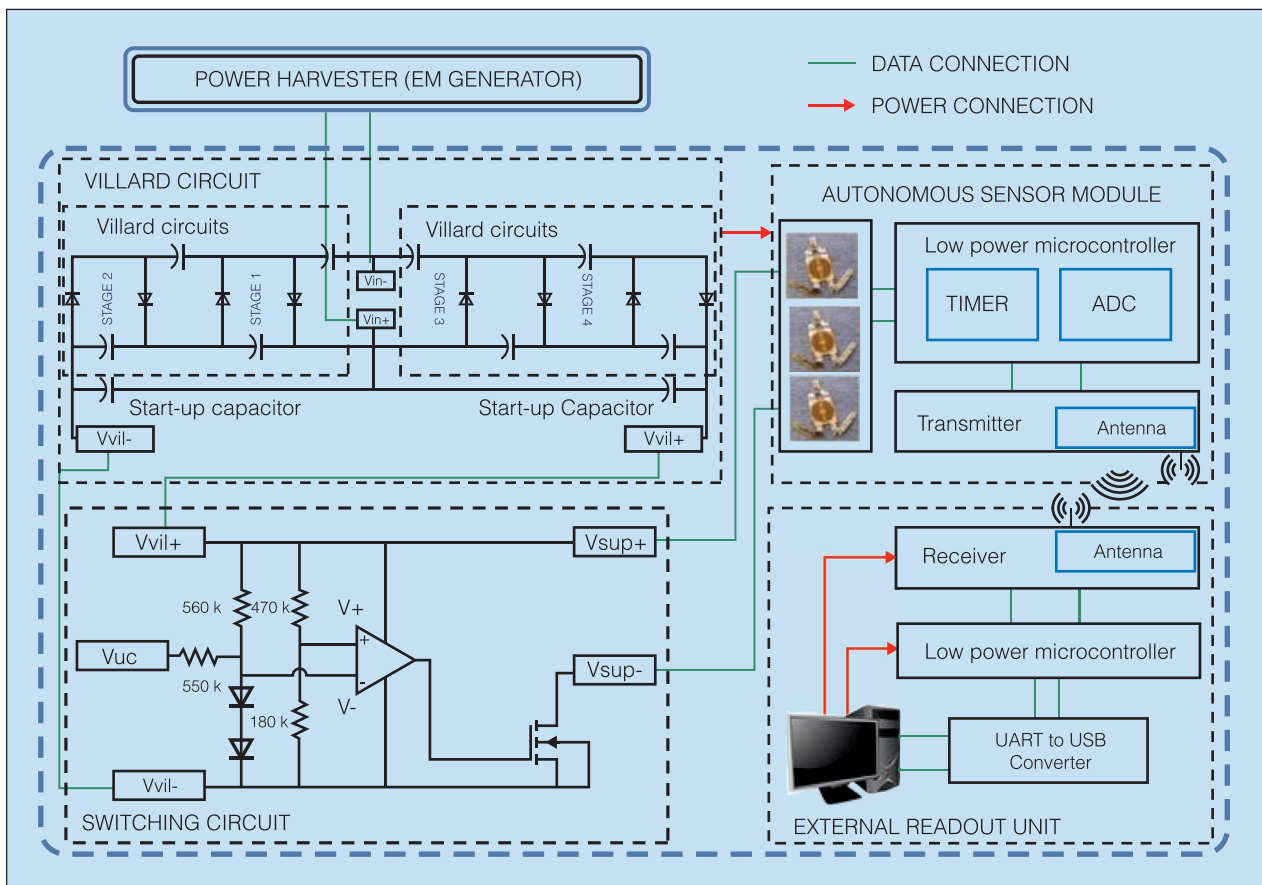 POWER HARVESTER (EM GENERATOR)
DATA CONNECTION
POWER CONNECTION
VILLARD CIRCUIT
Villard circuits
Villard circuits
STAGE 2
STAGE 1
Vin-
Vin+
STAGE 3
STAGE 4
Start-up capacitor
Start-up Capacitor
Vvil-
Vvil+
AUTONOMOUS SENSOR MODULE
Low power microcontroller
TIMER
ADC
Transmitter
Antenna
Vvil+
Vsup+
560 k
470 k
V+
+
Vuc
-
Vsup-
550 k
V-
180 k
Vvil-
SWITCHING CIRCUIT
Receiver
Antenna
Low power microcontroller
UART to USB
Converter
EXTERNAL READOUT UNIT